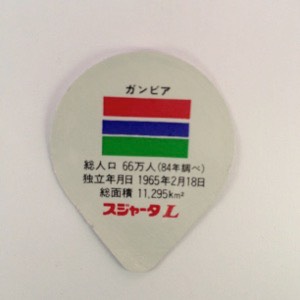 ガンビア
総人口 66万人(84年調べ)
独立年月日 1965年2月18日
総面積 11,295km²
スジャータL